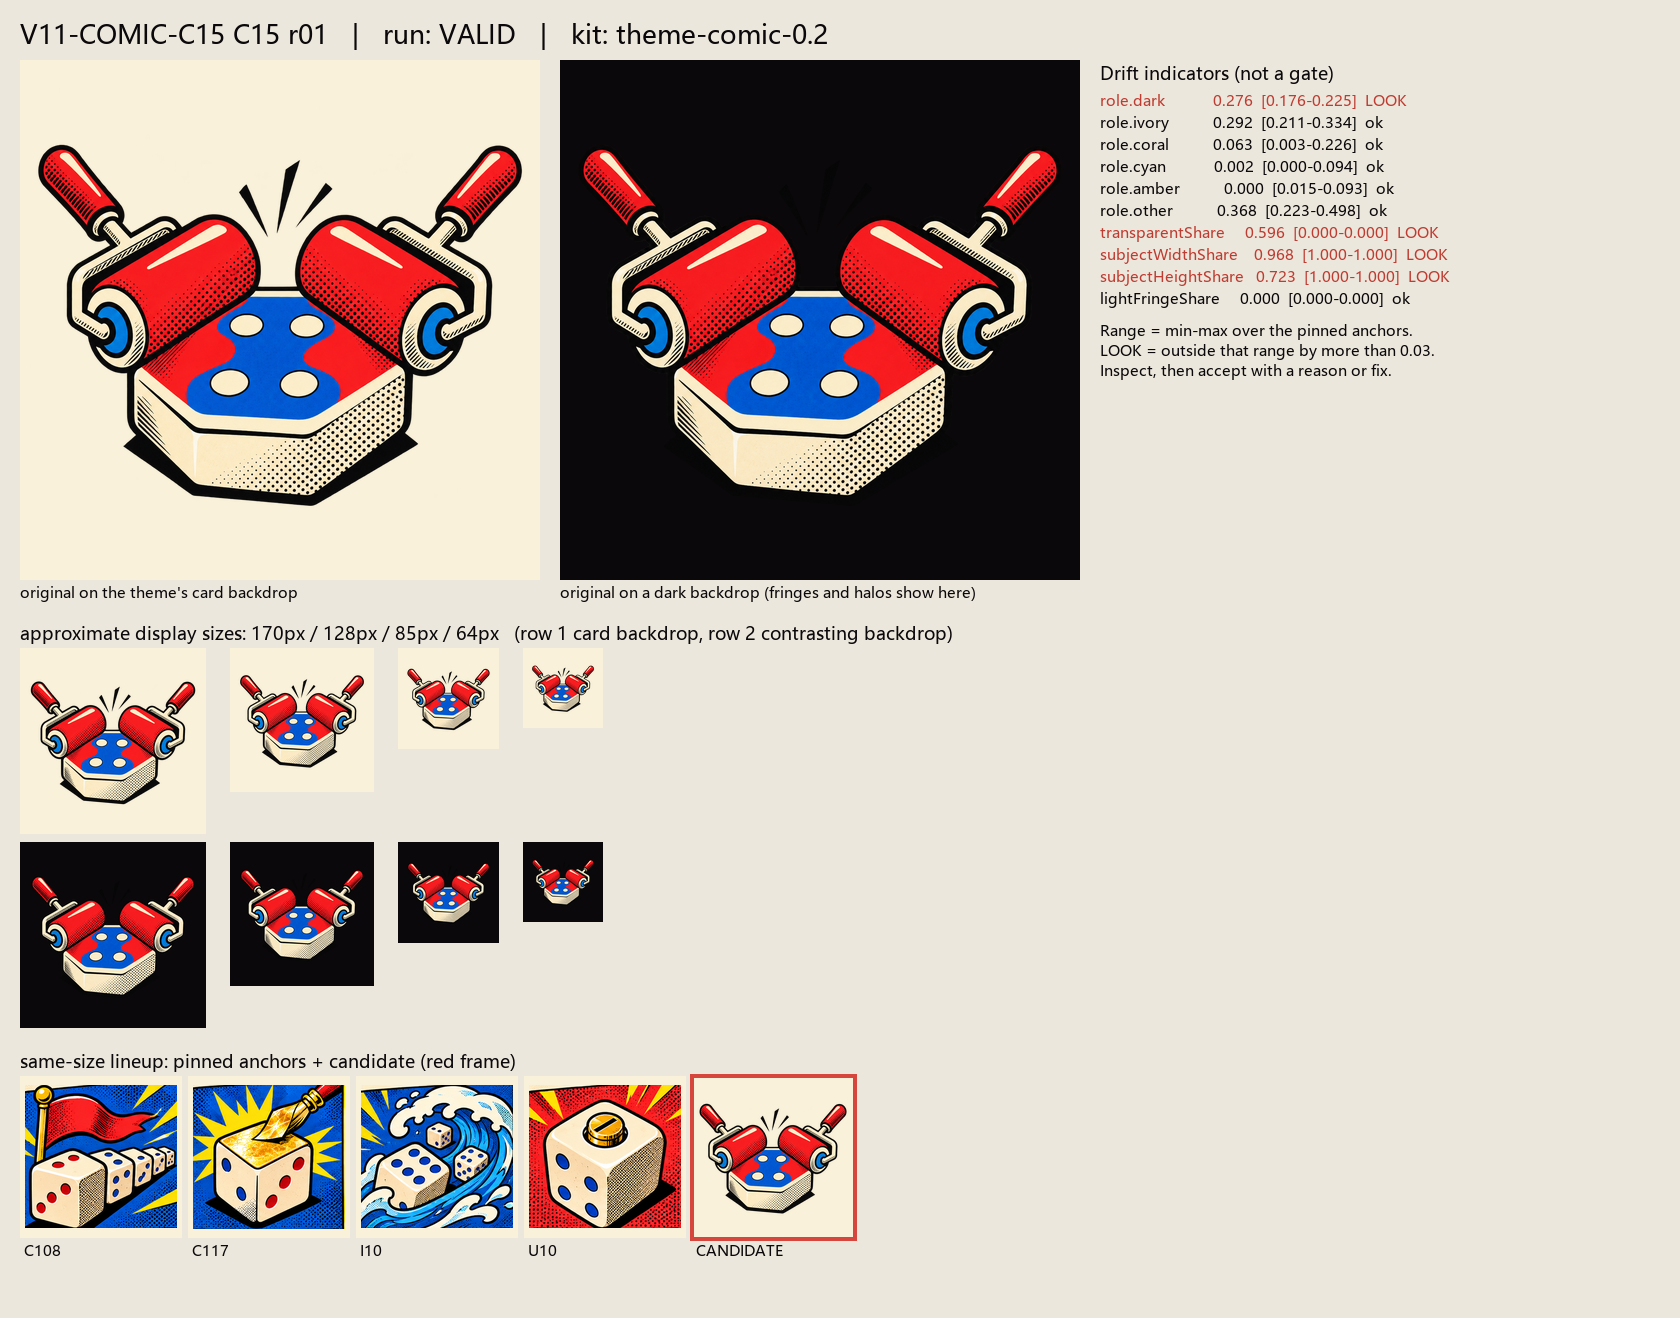 V11-COMIC-C15 C15 r01 | run: VALID | kit: theme-comic-0.2
Drift indicators (not a gate)
role.dark 0.276 [0.176-0.225] LOOK
role.ivory 0.292 [0.211-0.334] ok
role.coral 0.063 [0.003-0.226] ok
role.cyan 0.002 [0.000-0.094] ok
role.amber 0.000 [0.015-0.093] ok
role.other 0.368 [0.223-0.498] ok
transparentShare 0.596 [0.000-0.000] LOOK
subjectWidthShare 0.968 [1.000-1.000] LOOK
subjectHeightShare 0.723 [1.000-1.000] LOOK
lightFringeShare 0.000 [0.000-0.000] ok
Range = min-max over the pinned anchors.
LOOK = outside that range by more than 0.03.
Inspect, then accept with a reason or fix.
original on the theme's card backdrop
original on a dark backdrop (fringes and halos show here)
approximate display sizes: 170px / 128px / 85px / 64px (row 1 card backdrop, row 2 contrasting backdrop)
same-size lineup: pinned anchors + candidate (red frame)
C108
C117
I10
U10
CANDIDATE